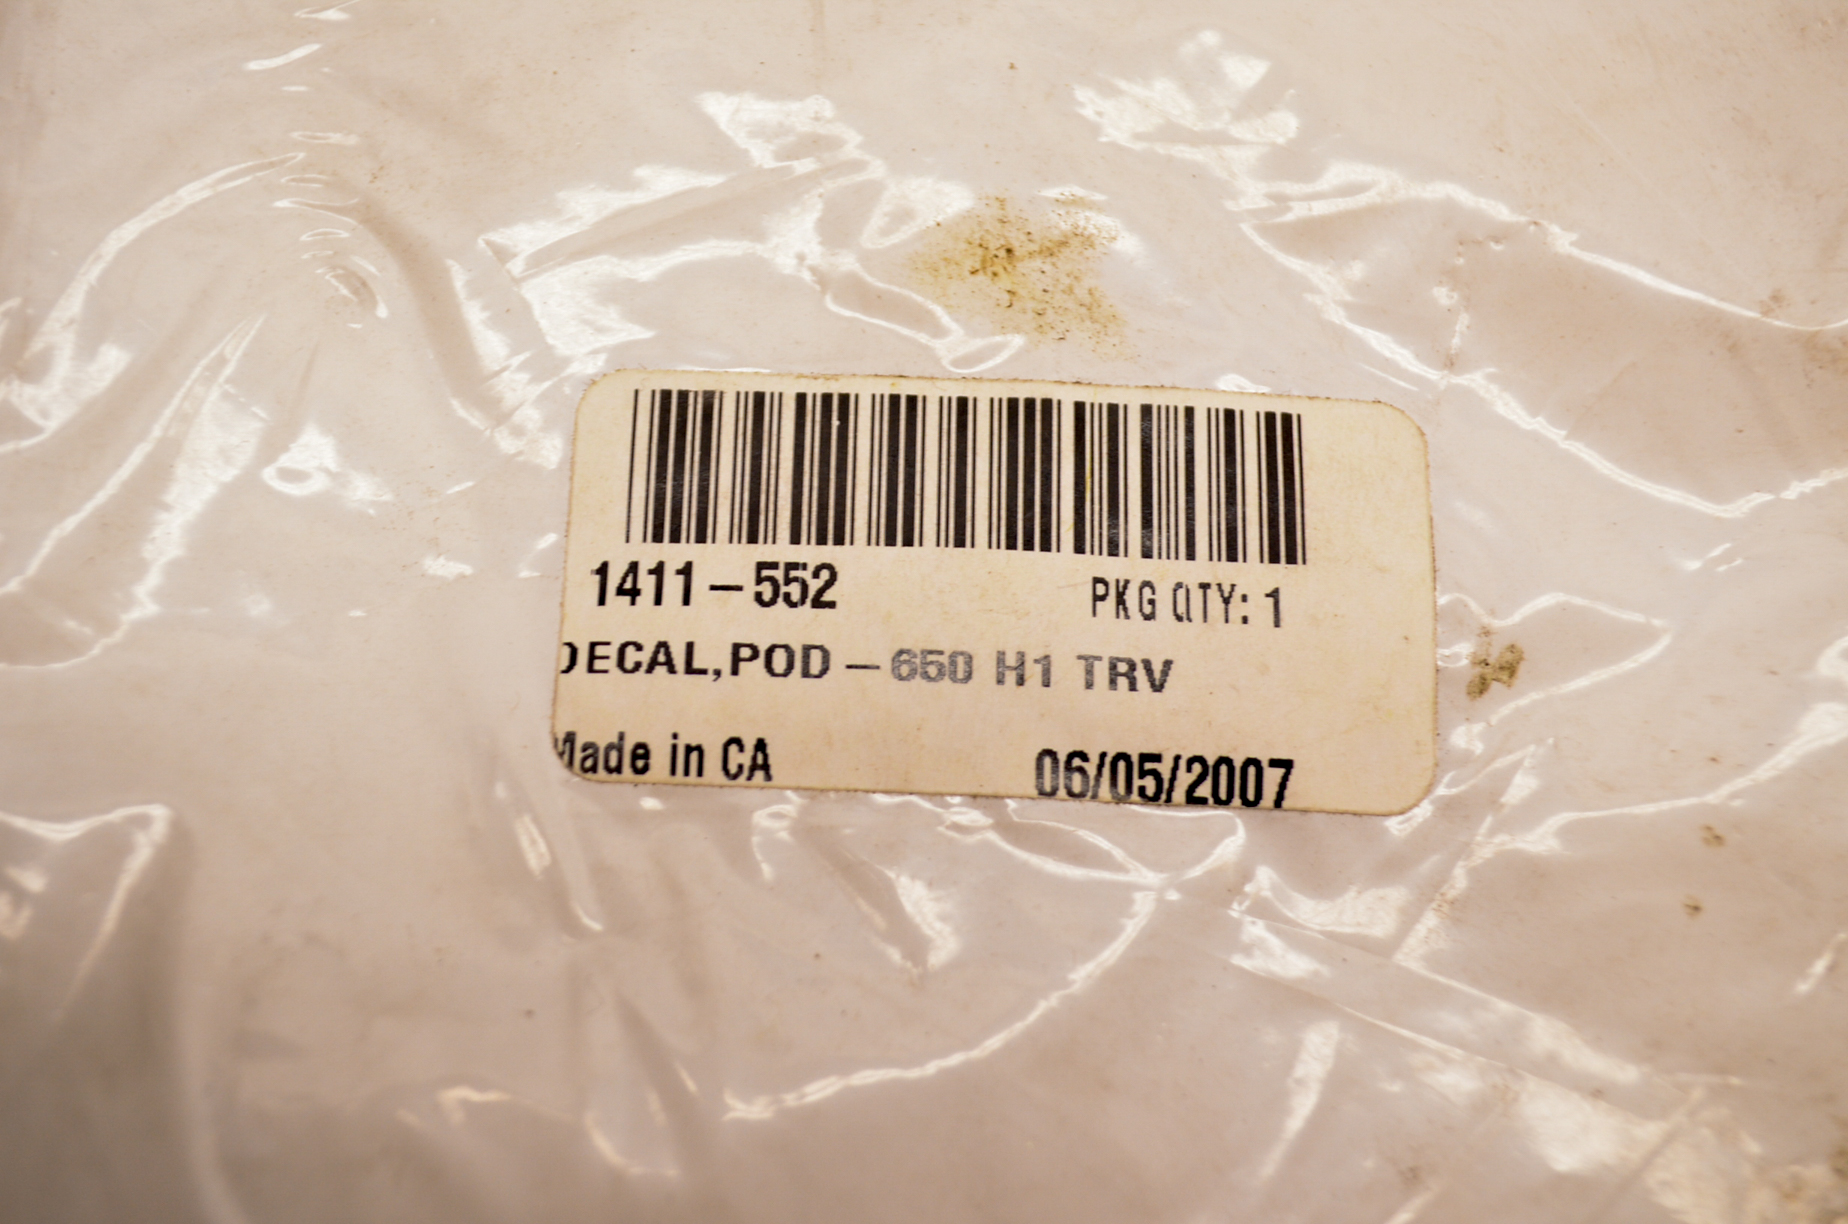 1411-552 PKG QTY: 1
DECAL,POD-650 H1 TRV
Made in CA 06/05/2007